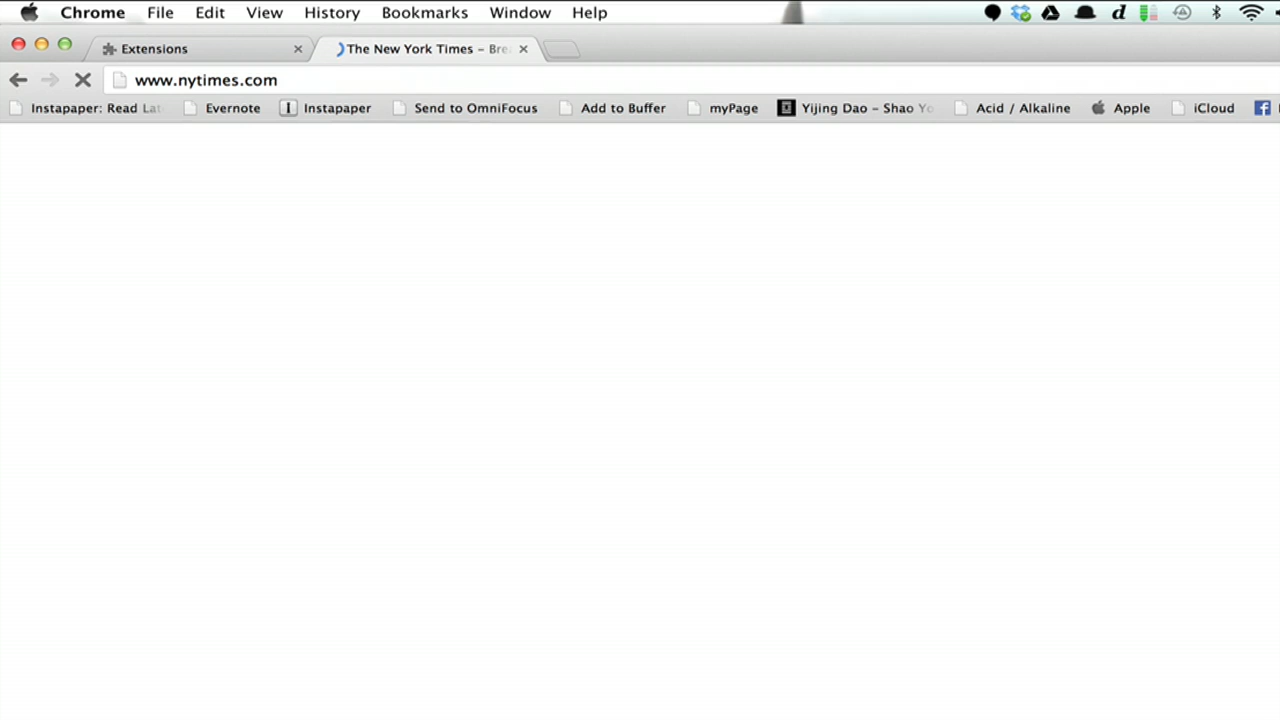 Chrome File Edit View History Bookmarks Window Help
Extensions The New York Times – Bre
www.nytimes.com
Instapaper: Read Lat Evernote I Instapaper Send to OmniFocus Add to Buffer myPage Yijing Dao – Shao Yo Acid / Alkaline Apple iCloud